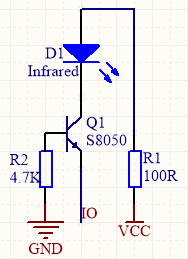 D1
Infrared
Q1
S8050
R2
4.7K
R1
100R
IO
VCC
GND